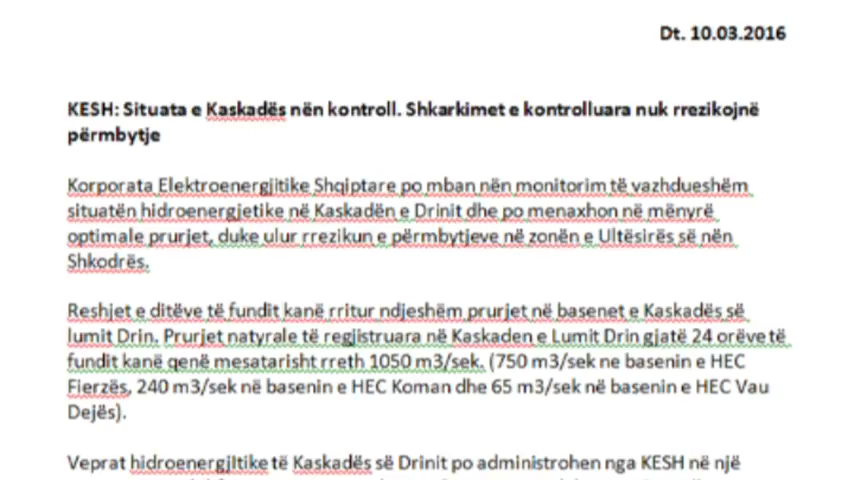 Dt. 10.03.2016
KESH: Situata e Kaskadës nën kontroll. Shkarkimet e kontrolluara nuk rrezikojnë
përmbytje
Korporata Elektroenergjitike Shqiptare po mban nën monitorim të vazhdueshëm
situatën hidroenergjetike në Kaskadën e Drinit dhe po menaxhon në mënyrë
optimale prurjet, duke ulur rrezikun e përmbytjeve në zonën e Ultësirës së nën
Shkodrës.
Reshjet e ditëve të fundit kanë rritur ndjeshëm prurjet në basenet e Kaskadës së
lumit Drin. Prurjet natyrale të regjistruara në Kaskaden e Lumit Drin gjatë 24 orëve të
fundit kanë qenë mesatarisht rreth 1050 m3/sek. (750 m3/sek ne basenin e HEC
Fierzës, 240 m3/sek në basenin e HEC Koman dhe 65 m3/sek në basenin e HEC Vau
Dejës).
Veprat hidroenergjitike të Kaskadës së Drinit po administrohen nga KESH në një